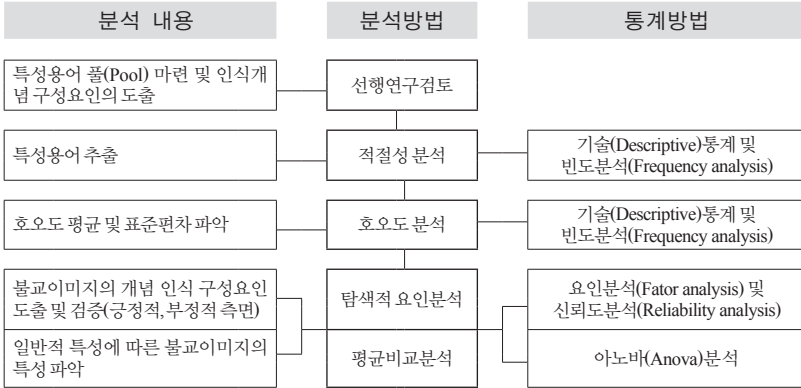 분석 내용
분석방법
통계방법
특성용어 풀(Pool) 마련 및 인식개
념 구성요인의 도출
선행연구검토
특성용어 추출
적절성 분석
기술(Descriptive)통계 및
빈도분석(Frequency analysis)
호오도 평균 및 표준편차 파악
호오도 분석
기술(Descriptive)통계 및
빈도분석(Frequency analysis)
불교이미지의 개념 인식 구성요인
도출 및 검증(긍정적, 부정적 측면)
탐색적 요인분석
요인분석(Fator analysis) 및
신뢰도분석(Reliability analysis)
일반적 특성에 따른 불교이미지의
특성 파악
평균비교분석
아노바(Anova)분석